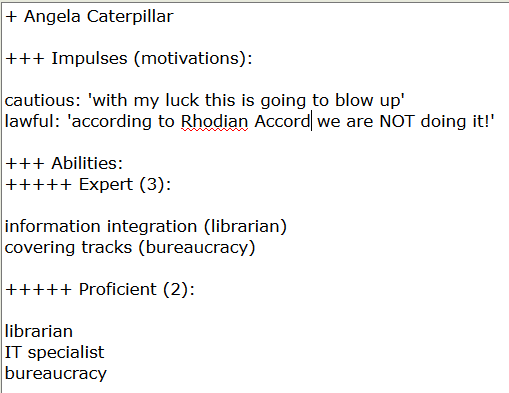 + Angela Caterpillar
+++ Impulses (motivations):
cautious: 'with my luck this is going to blow up'
lawful: 'according to Rhodian Accord we are NOT doing it!'
+++ Abilities:
+++++ Expert (3):
information integration (librarian)
covering tracks (bureaucracy)
+++++ Proficient (2):
librarian
IT specialist
bureaucracy